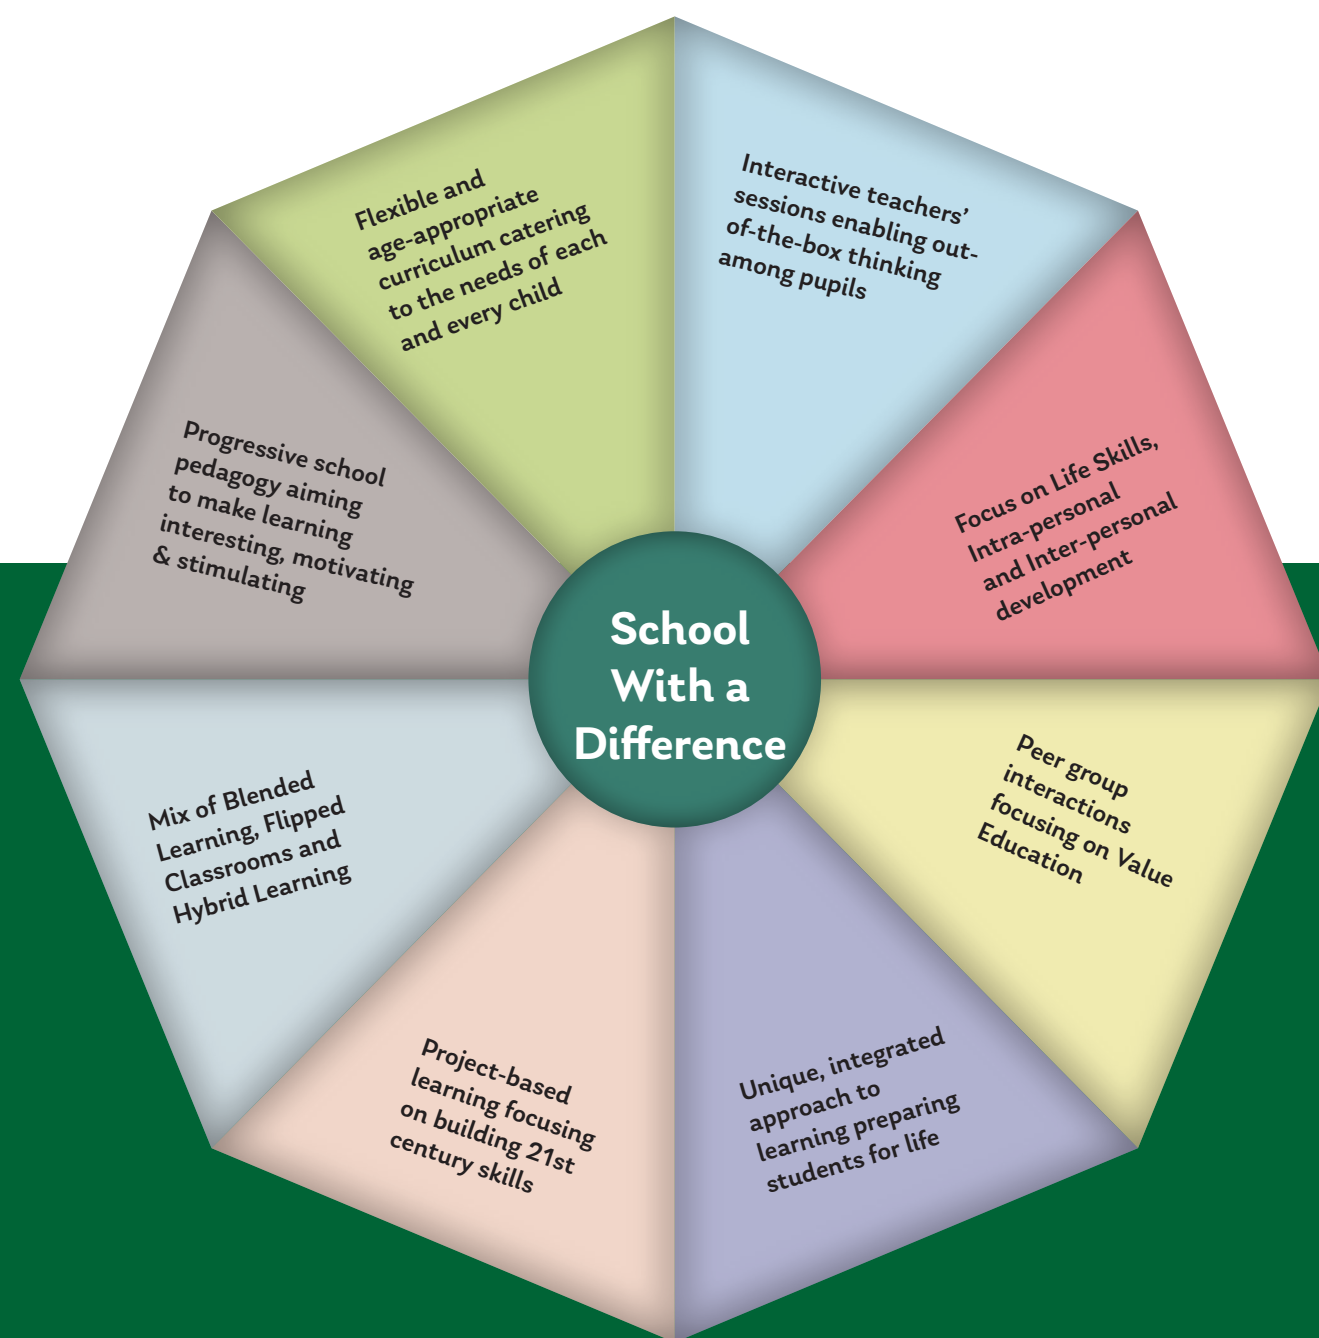 Flexible and
age-appropriate
curriculum catering
to the needs of each
and every child
Interactive teachers’
sessions enabling out-
of-the-box thinking
among pupils
Focus on Life Skills,
Intra-personal
and Inter-personal
development
Peer group
interactions
focusing on Value
Education
Unique, integrated
approach to
learning preparing
students for life
Project-based
learning focusing
on building 21st
century skills
Mix of Blended
Learning, Flipped
Classrooms and
Hybrid Learning
Progressive school
pedagogy aiming
to make learning
interesting, motivating
& stimulating
School
With a
Difference